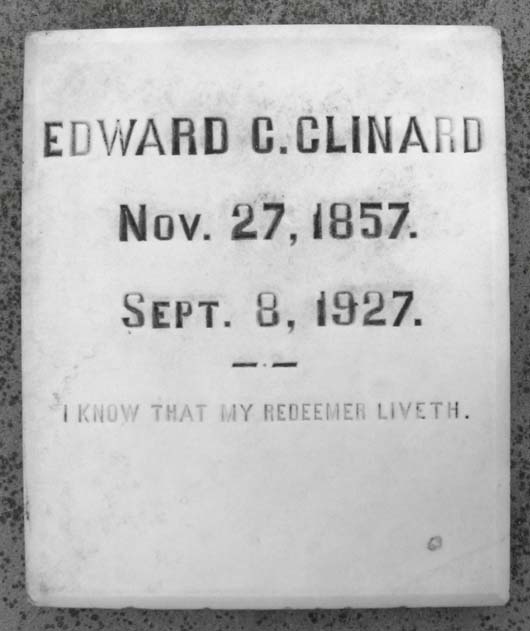 EDWARD C. CLINARD
NOV. 27, 1857.
SEPT. 8, 1927.
I KNOW THAT MY REDEEMER LIVETH.